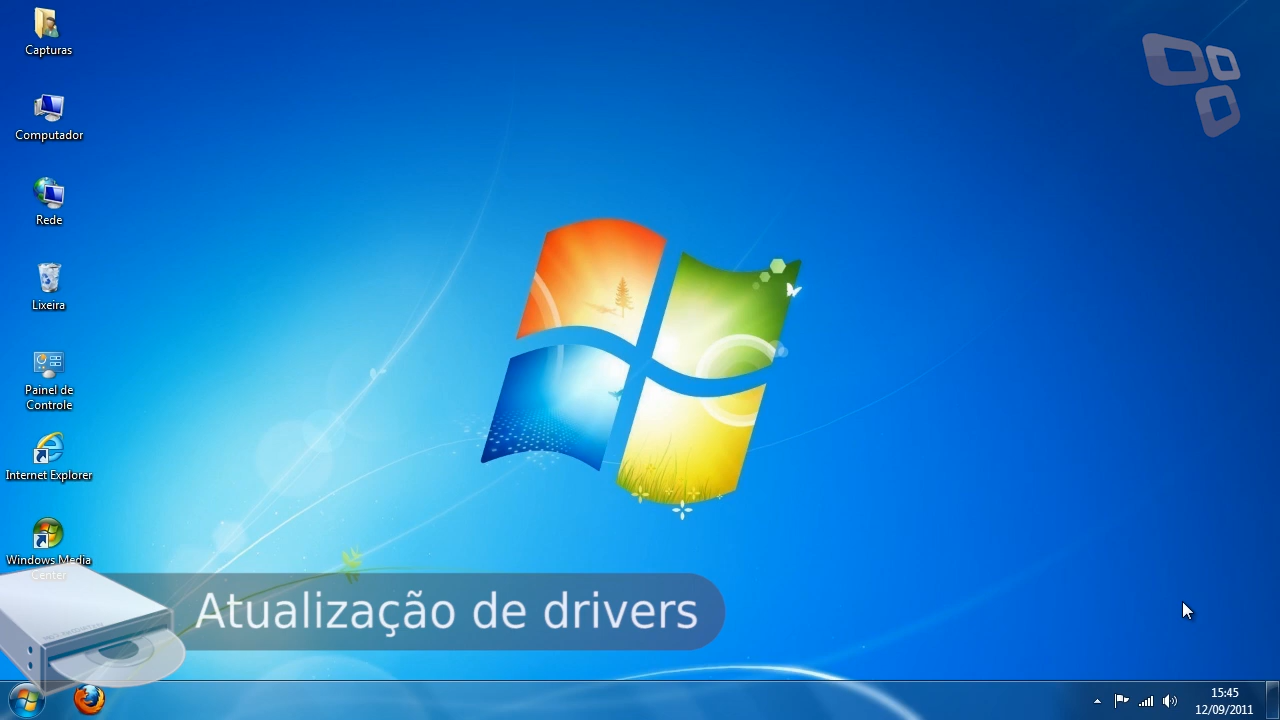 Capturas
Computador
Rede
Lixeira
Painel de
Controle
Internet Explorer
Windows Media
Center
Atualização de drivers
15:45
12/09/2011